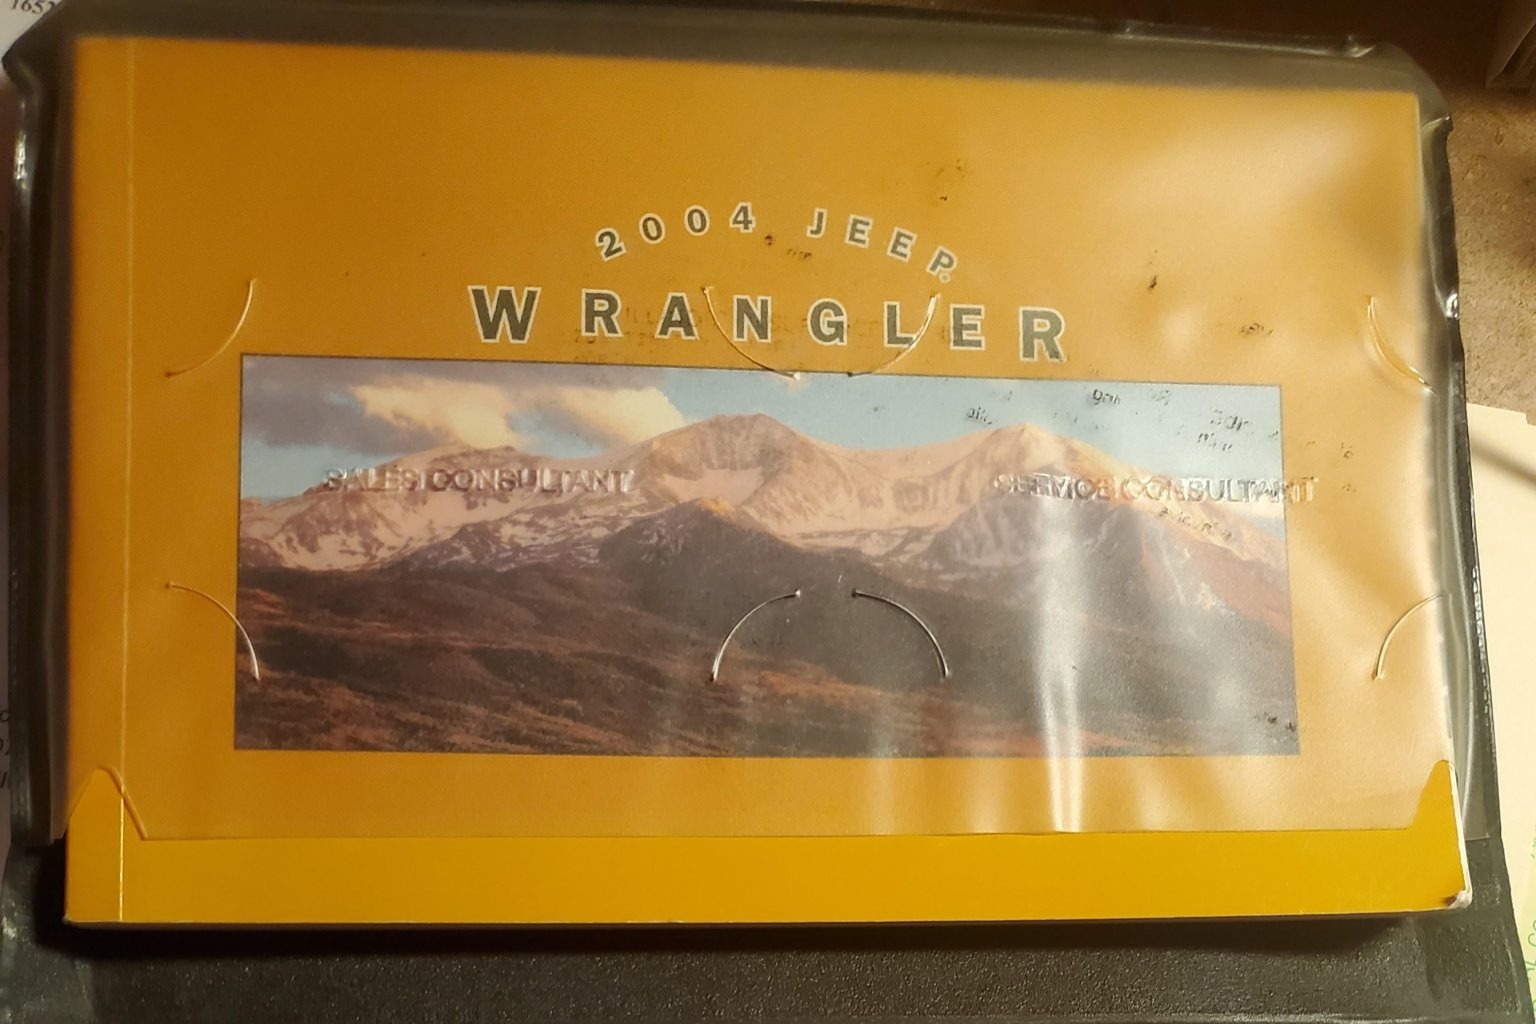 2004 JEEP®
WRANGLER
SALES CONSULTANT
SERVICE CONSULTANT